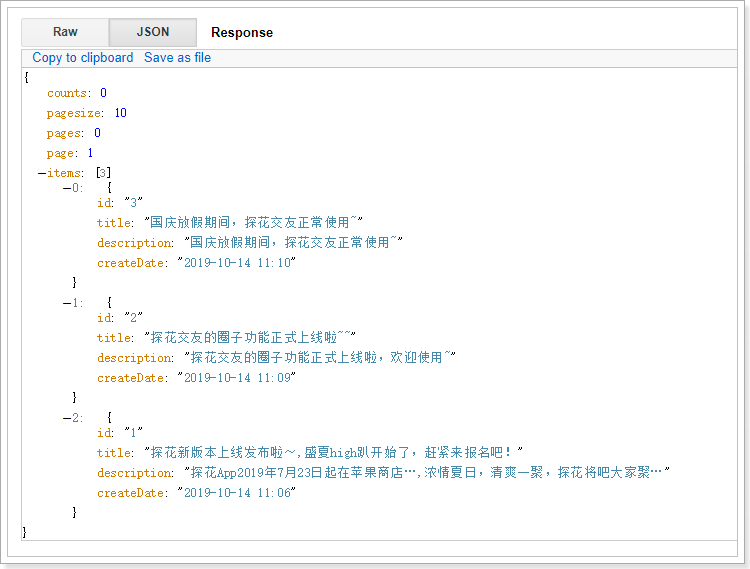 Raw JSON Response
Copy to clipboard Save as file
{
counts: 0
pagesize: 10
pages: 0
page: 1
−items: [3]
−0: {
id: "3"
title: "国庆放假期间，探花交友正常使用~"
description: "国庆放假期间，探花交友正常使用~"
createDate: "2019-10-14 11:10"
}
−1: {
id: "2"
title: "探花交友的圈子功能正式上线啦~~"
description: "探花交友的圈子功能正式上线啦，欢迎使用~"
createDate: "2019-10-14 11:09"
}
−2: {
id: "1"
title: "探花新版本上线发布啦～,盛夏high趴开始了，赶紧来报名吧！"
description: "探花App2019年7月23日起在苹果商店…,浓情夏日，清爽一聚，探花将吧大家聚…"
createDate: "2019-10-14 11:06"
}
}